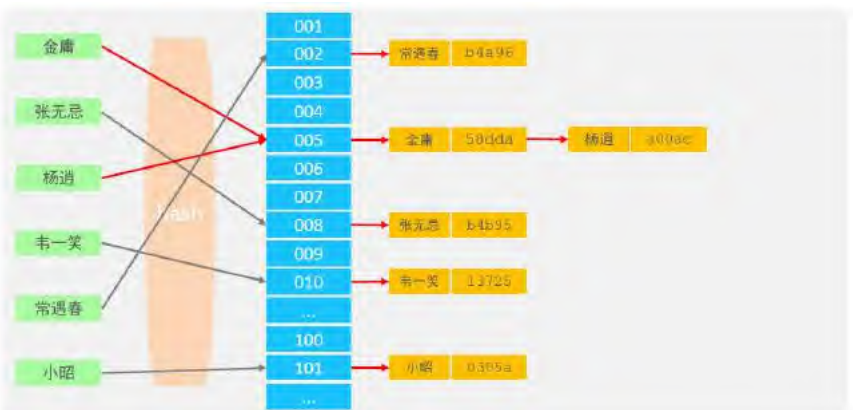 金庸
张无忌
杨逍
韦一笑
常遇春
小昭
hash
001
002
003
004
005
006
007
008
009
010
...
100
101
...
常遇春 b4a96
金庸 58dda
杨逍 a00ac
张无忌 b4b95
韦一笑 13725
小昭